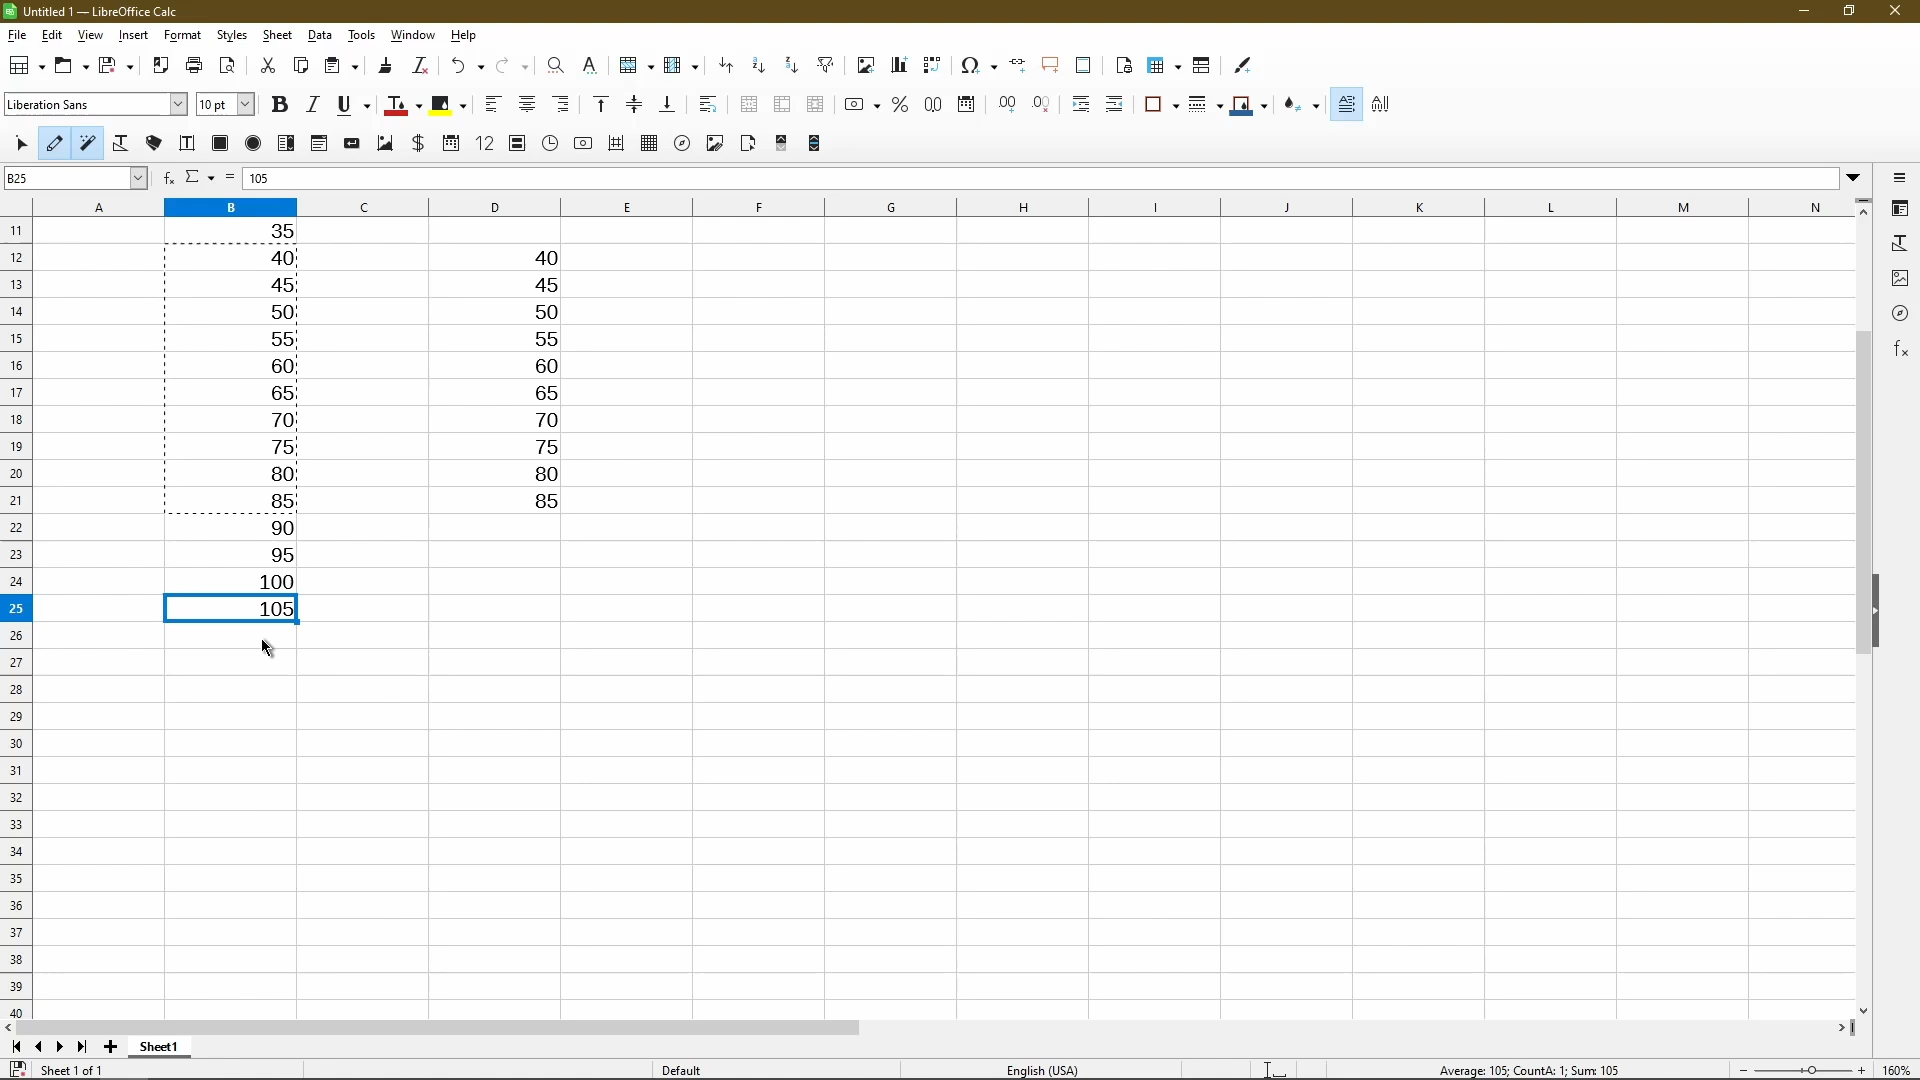 Untitled 1 — LibreOffice Calc
File Edit View Insert Format Styles Sheet Data Tools Window Help
Liberation Sans 10 pt
B25 105
A B C D E F G H I J K L M N
11 35
12 40 40
13 45 45
14 50 50
15 55 55
16 60 60
17 65 65
18 70 70
19 75 75
20 80 80
21 85 85
22 90
23 95
24 100
25 105
26
27
28
29
30
31
32
33
34
35
36
37
38
39
40
Sheet1
Sheet 1 of 1 Default English (USA) Average: 105; CountA: 1; Sum: 105 160%